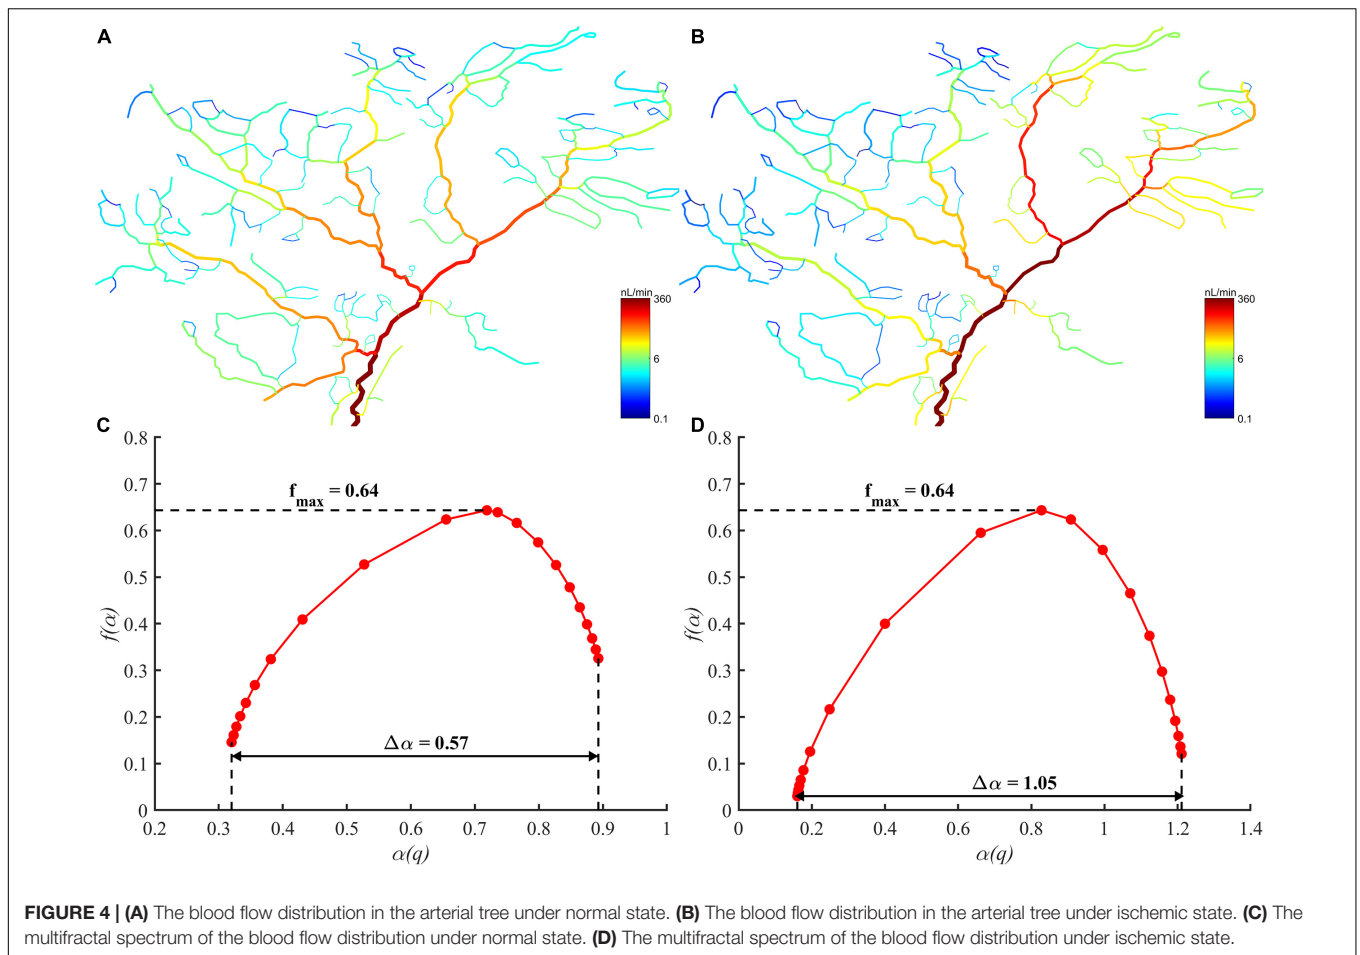 A
B
nL/min
360
6
0.1
nL/min
360
6
0.1
C
0.8
0.7
0.6
0.5
0.4
0.3
0.2
0.1
0
f(α)
fmax = 0.64
Δα = 0.57
0.2 0.3 0.4 0.5 0.6 0.7 0.8 0.9 1
α(q)
D
0.8
0.7
0.6
0.5
0.4
0.3
0.2
0.1
0
f(α)
fmax = 0.64
Δα = 1.05
0 0.2 0.4 0.6 0.8 1 1.2 1.4
α(q)
FIGURE 4 | (A) The blood flow distribution in the arterial tree under normal state. (B) The blood flow distribution in the arterial tree under ischemic state. (C) The
multifractal spectrum of the blood flow distribution under normal state. (D) The multifractal spectrum of the blood flow distribution under ischemic state.